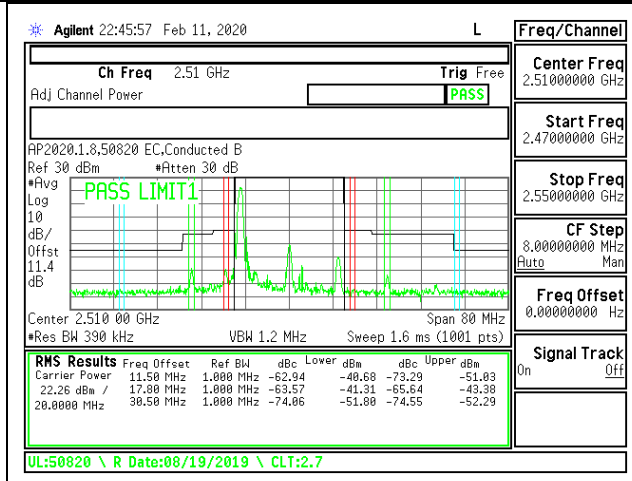 Agilent 22:45:57 Feb 11, 2020 L
Freq/Channel
Ch Freq 2.51 GHz Trig Free
Adj Channel Power PASS
AP2020.1.8,50820 EC,Conducted B
Ref 30 dBm #Atten 30 dB
#Avg
Log
10
dB/
Offst
11.4
dB
PASS LIMIT1
Center 2.510 00 GHz Span 80 MHz
#Res BW 390 kHz VBW 1.2 MHz Sweep 1.6 ms (1001 pts)
RMS Results Freq Offset Ref BW dBc Lower dBm dBc Upper dBm
Carrier Power 11.50 MHz 1.000 MHz -62.94 -40.68 -73.29 -51.03
22.26 dBm / 17.80 MHz 1.000 MHz -63.57 -41.31 -65.64 -43.38
20.0000 MHz 30.50 MHz 1.000 MHz -74.06 -51.80 -74.55 -52.29
UL:50820 \ R Date:08/19/2019 \ CLT:2.7
Center Freq
2.51000000 GHz
Start Freq
2.47000000 GHz
Stop Freq
2.55000000 GHz
CF Step
8.00000000 MHz
Auto Man
Freq Offset
0.00000000 Hz
Signal Track
On Off